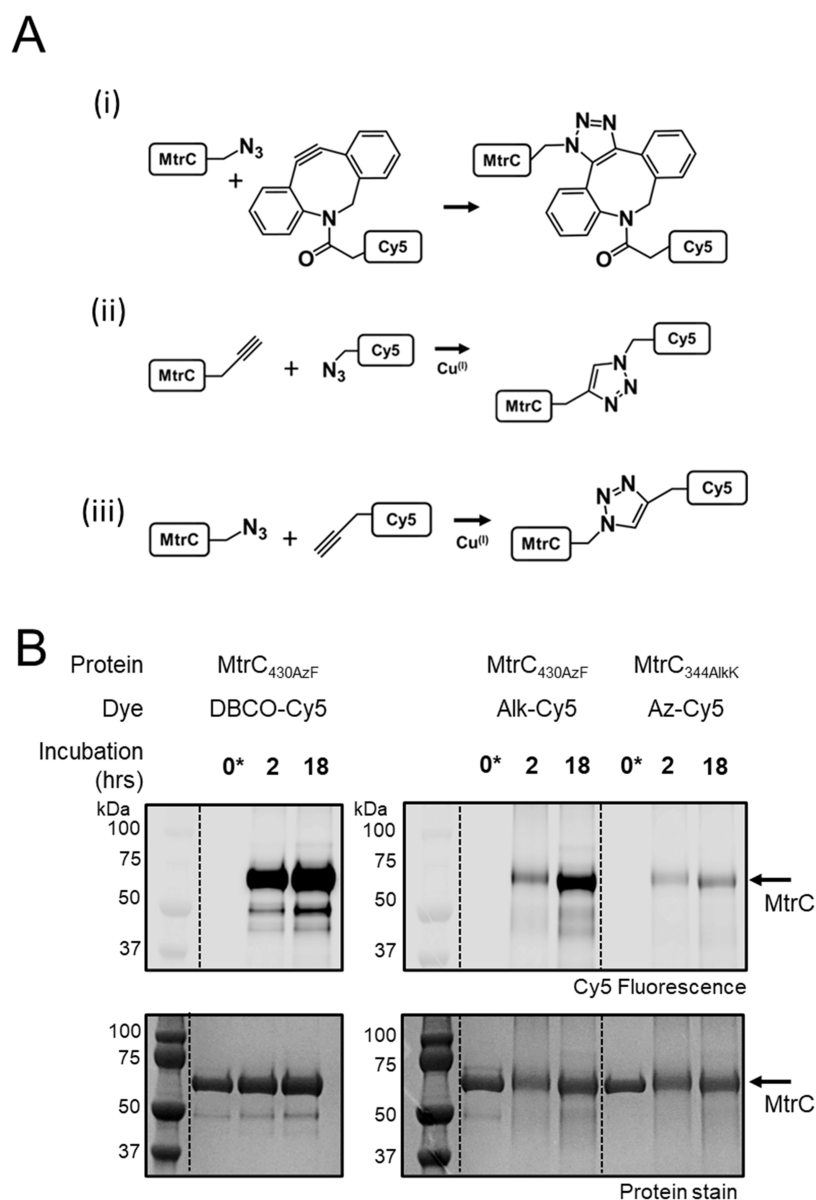 A
(i)
MtrC N3 + N O Cy5 MtrC N N N N O Cy5
(ii)
MtrC + N3 Cy5 Cu(I) MtrC N N N Cy5
(iii)
MtrC N3 + Cy5 Cu(I) MtrC N N N Cy5
B
Protein MtrC430AzF MtrC430AzF MtrC344AlkK
Dye DBCO-Cy5 Alk-Cy5 Az-Cy5
Incubation (hrs) 0* 2 18 0* 2 18 0* 2 18
kDa kDa
100 100
75 75
50 50
37 37
MtrC
Cy5 Fluorescence
100 100
75 75
50 50
37 37
MtrC
Protein stain